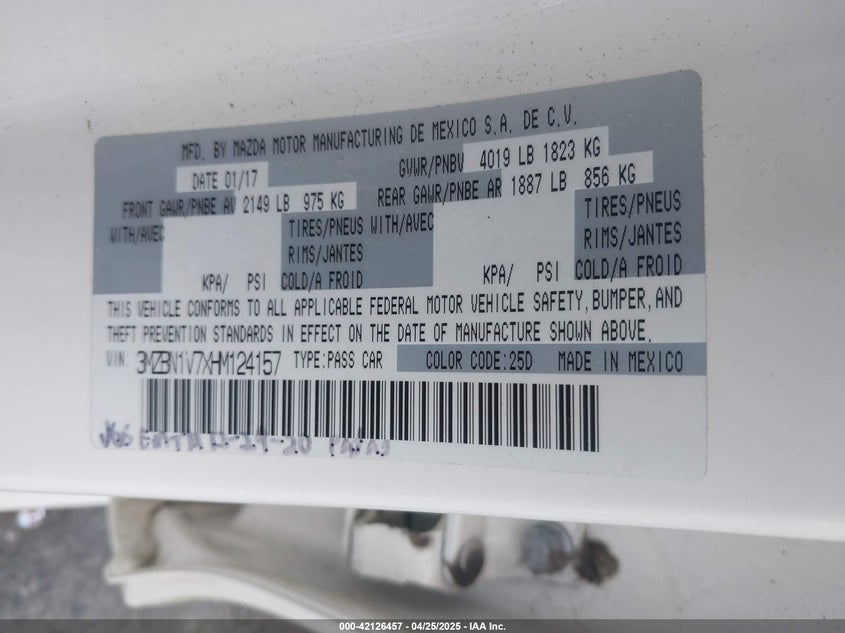 MFD. BY MAZDA MOTOR MANUFACTURING DE MEXICO S.A. DE C.V.
DATE 01/17 GVWR/PNBV 4019 LB 1823 KG
FRONT GAWR/PNBE AV 2149 LB 975 KG REAR GAWR/PNBE AR 1887 LB 856 KG
WITH/AVEC TIRES/PNEUS WITH/AVEC TIRES/PNEUS
RIMS/JANTES RIMS/JANTES
KPA/ PSI COLD/A FROID KPA/ PSI COLD/A FROID
THIS VEHICLE CONFORMS TO ALL APPLICABLE FEDERAL MOTOR VEHICLE SAFETY, BUMPER, AND
THEFT PREVENTION STANDARDS IN EFFECT ON THE DATE OF MANUFACTURE SHOWN ABOVE.
VIN: 3MZBN1V7XHM124157 TYPE:PASS CAR COLOR CODE:25D MADE IN MEXICO
000-42126457 - 04/25/2025 - IAA Inc.